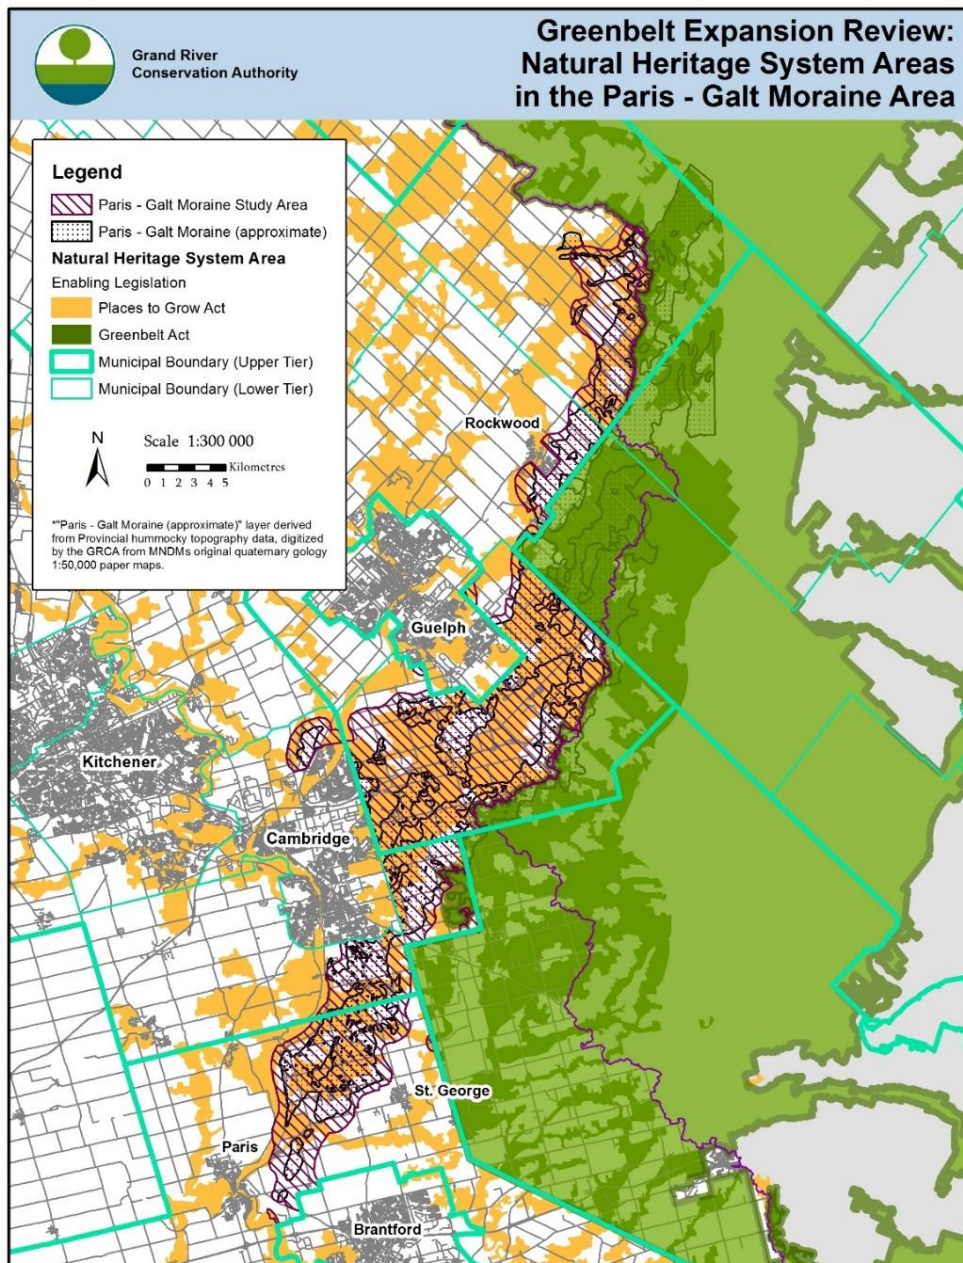 Grand River
Conservation Authority
Greenbelt Expansion Review:
Natural Heritage System Areas
in the Paris - Galt Moraine Area
Legend
Paris - Galt Moraine Study Area
Paris - Galt Moraine (approximate)
Natural Heritage System Area
Enabling Legislation
Places to Grow Act
Greenbelt Act
Municipal Boundary (Upper Tier)
Municipal Boundary (Lower Tier)
N
Scale 1:300 000
Kilometres
0 1 2 3 4 5
*"Paris - Galt Moraine (approximate)" layer derived
from Provincial hummocky topography data, digitized
by the GRCA from MNDMs original quaternary gology
1:50,000 paper maps.
Rockwood
Guelph
Kitchener
Cambridge
St. George
Paris
Brantford